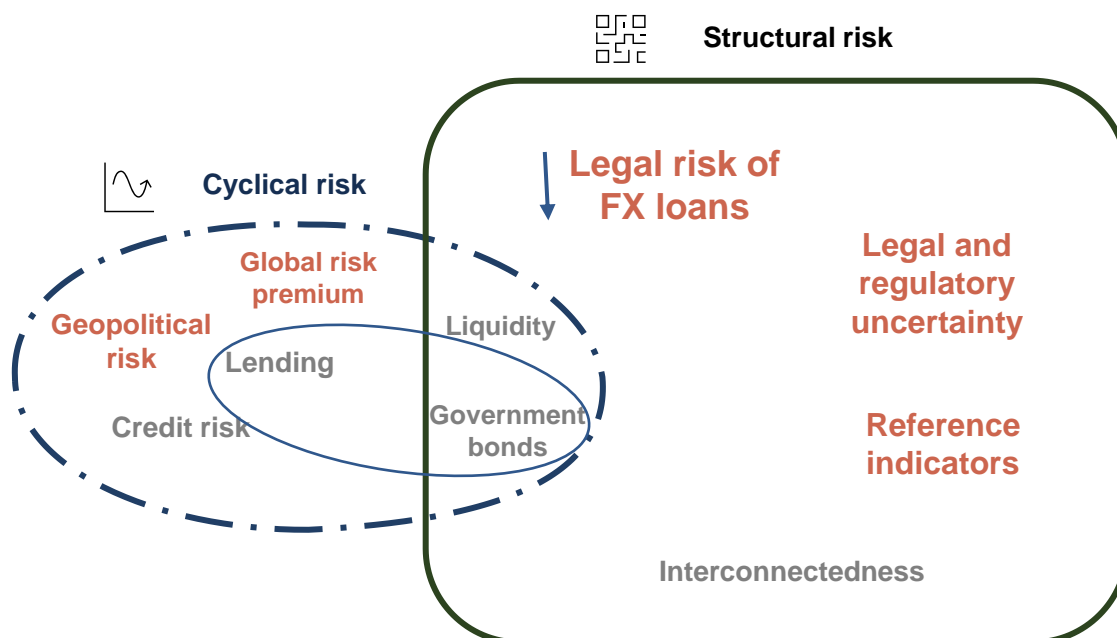 Structural risk
Cyclical risk
Legal risk of
FX loans
Global risk
premium
Legal and
regulatory
uncertainty
Geopolitical
risk
Liquidity
Lending
Credit risk
Government
bonds
Reference
indicators
Interconnectedness